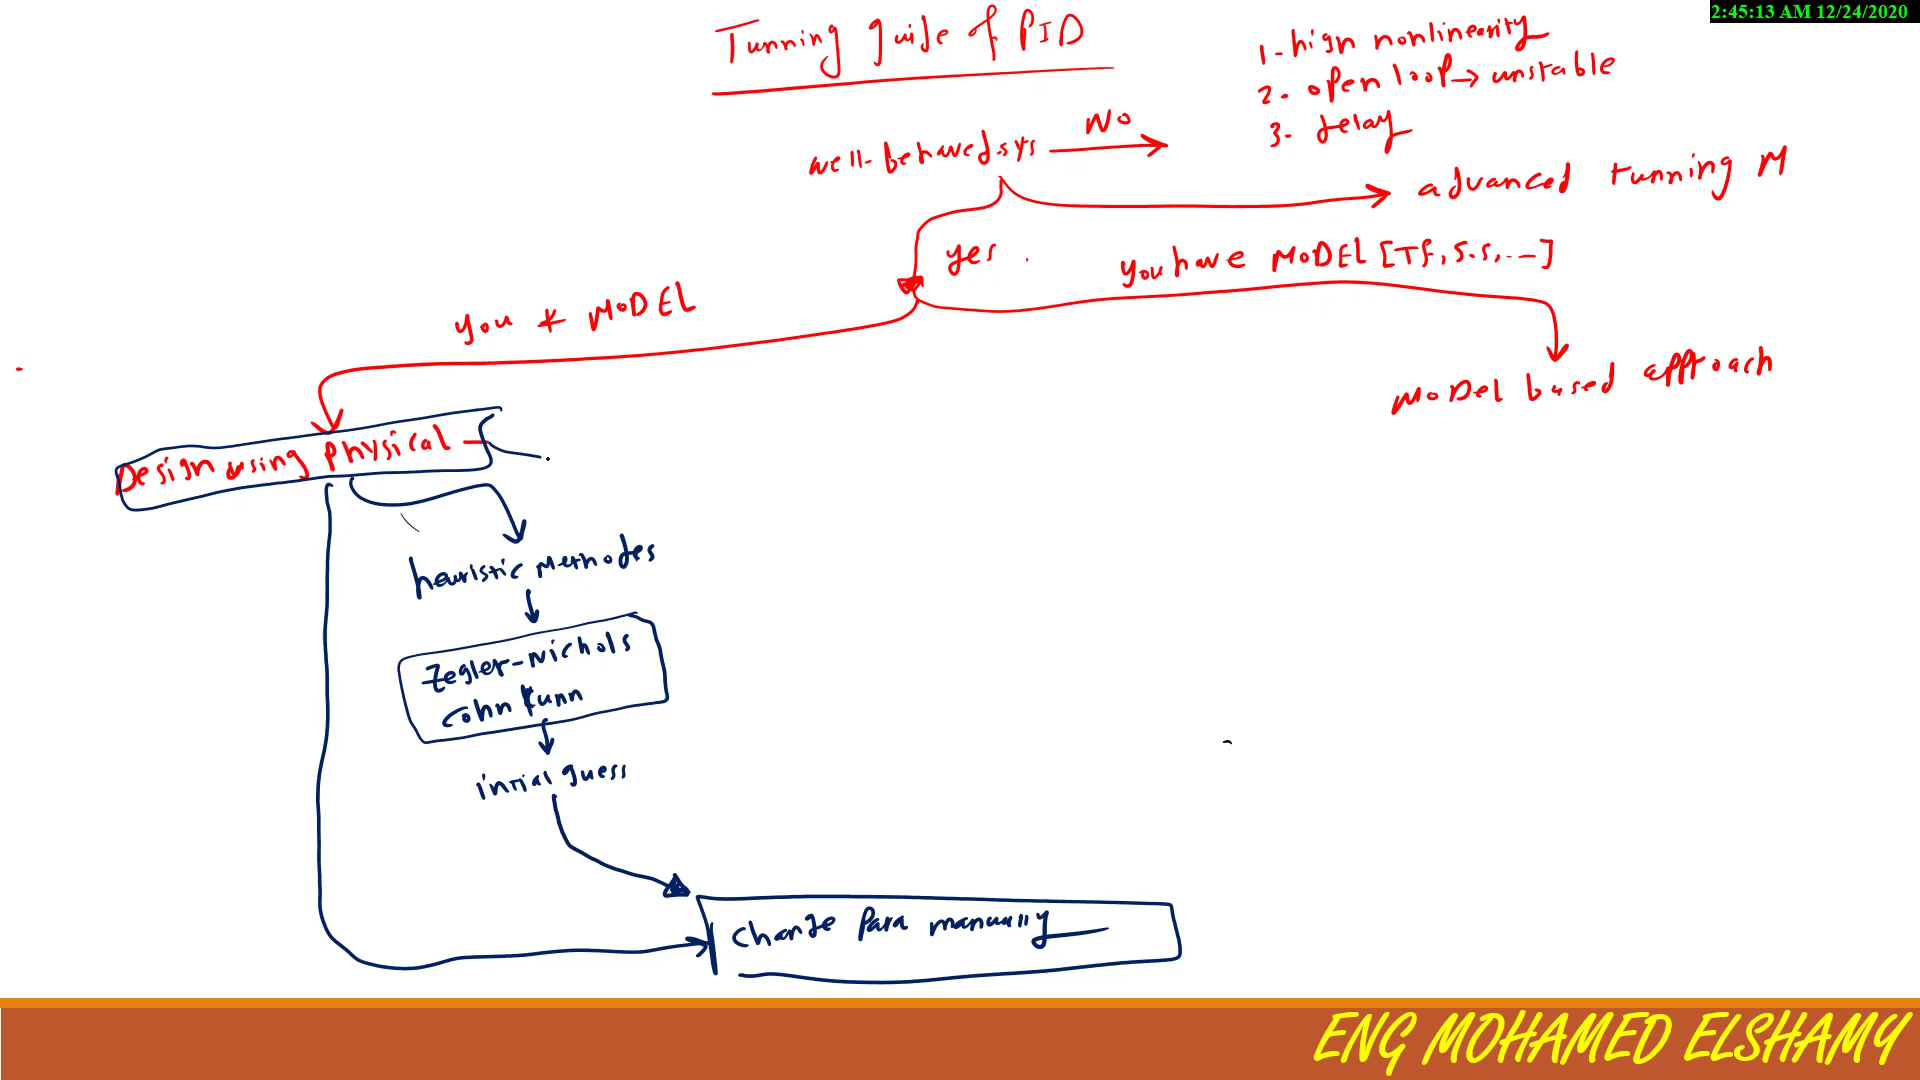 2:45:13 AM 12/24/2020
Tunning guide of PID
1- high nonlinearity
2. open loop → unstable
3. delay
well-behaved sys
No
advanced tunning M
yes
you have MODEL [TF, S.S, ...]
you * MODEL
MODEL based approach
Design using Physical
heuristic methodes
Zegler-Nichols
cohn kunn
intial guess
change para manually
ENG MOHAMED ELSHAMY